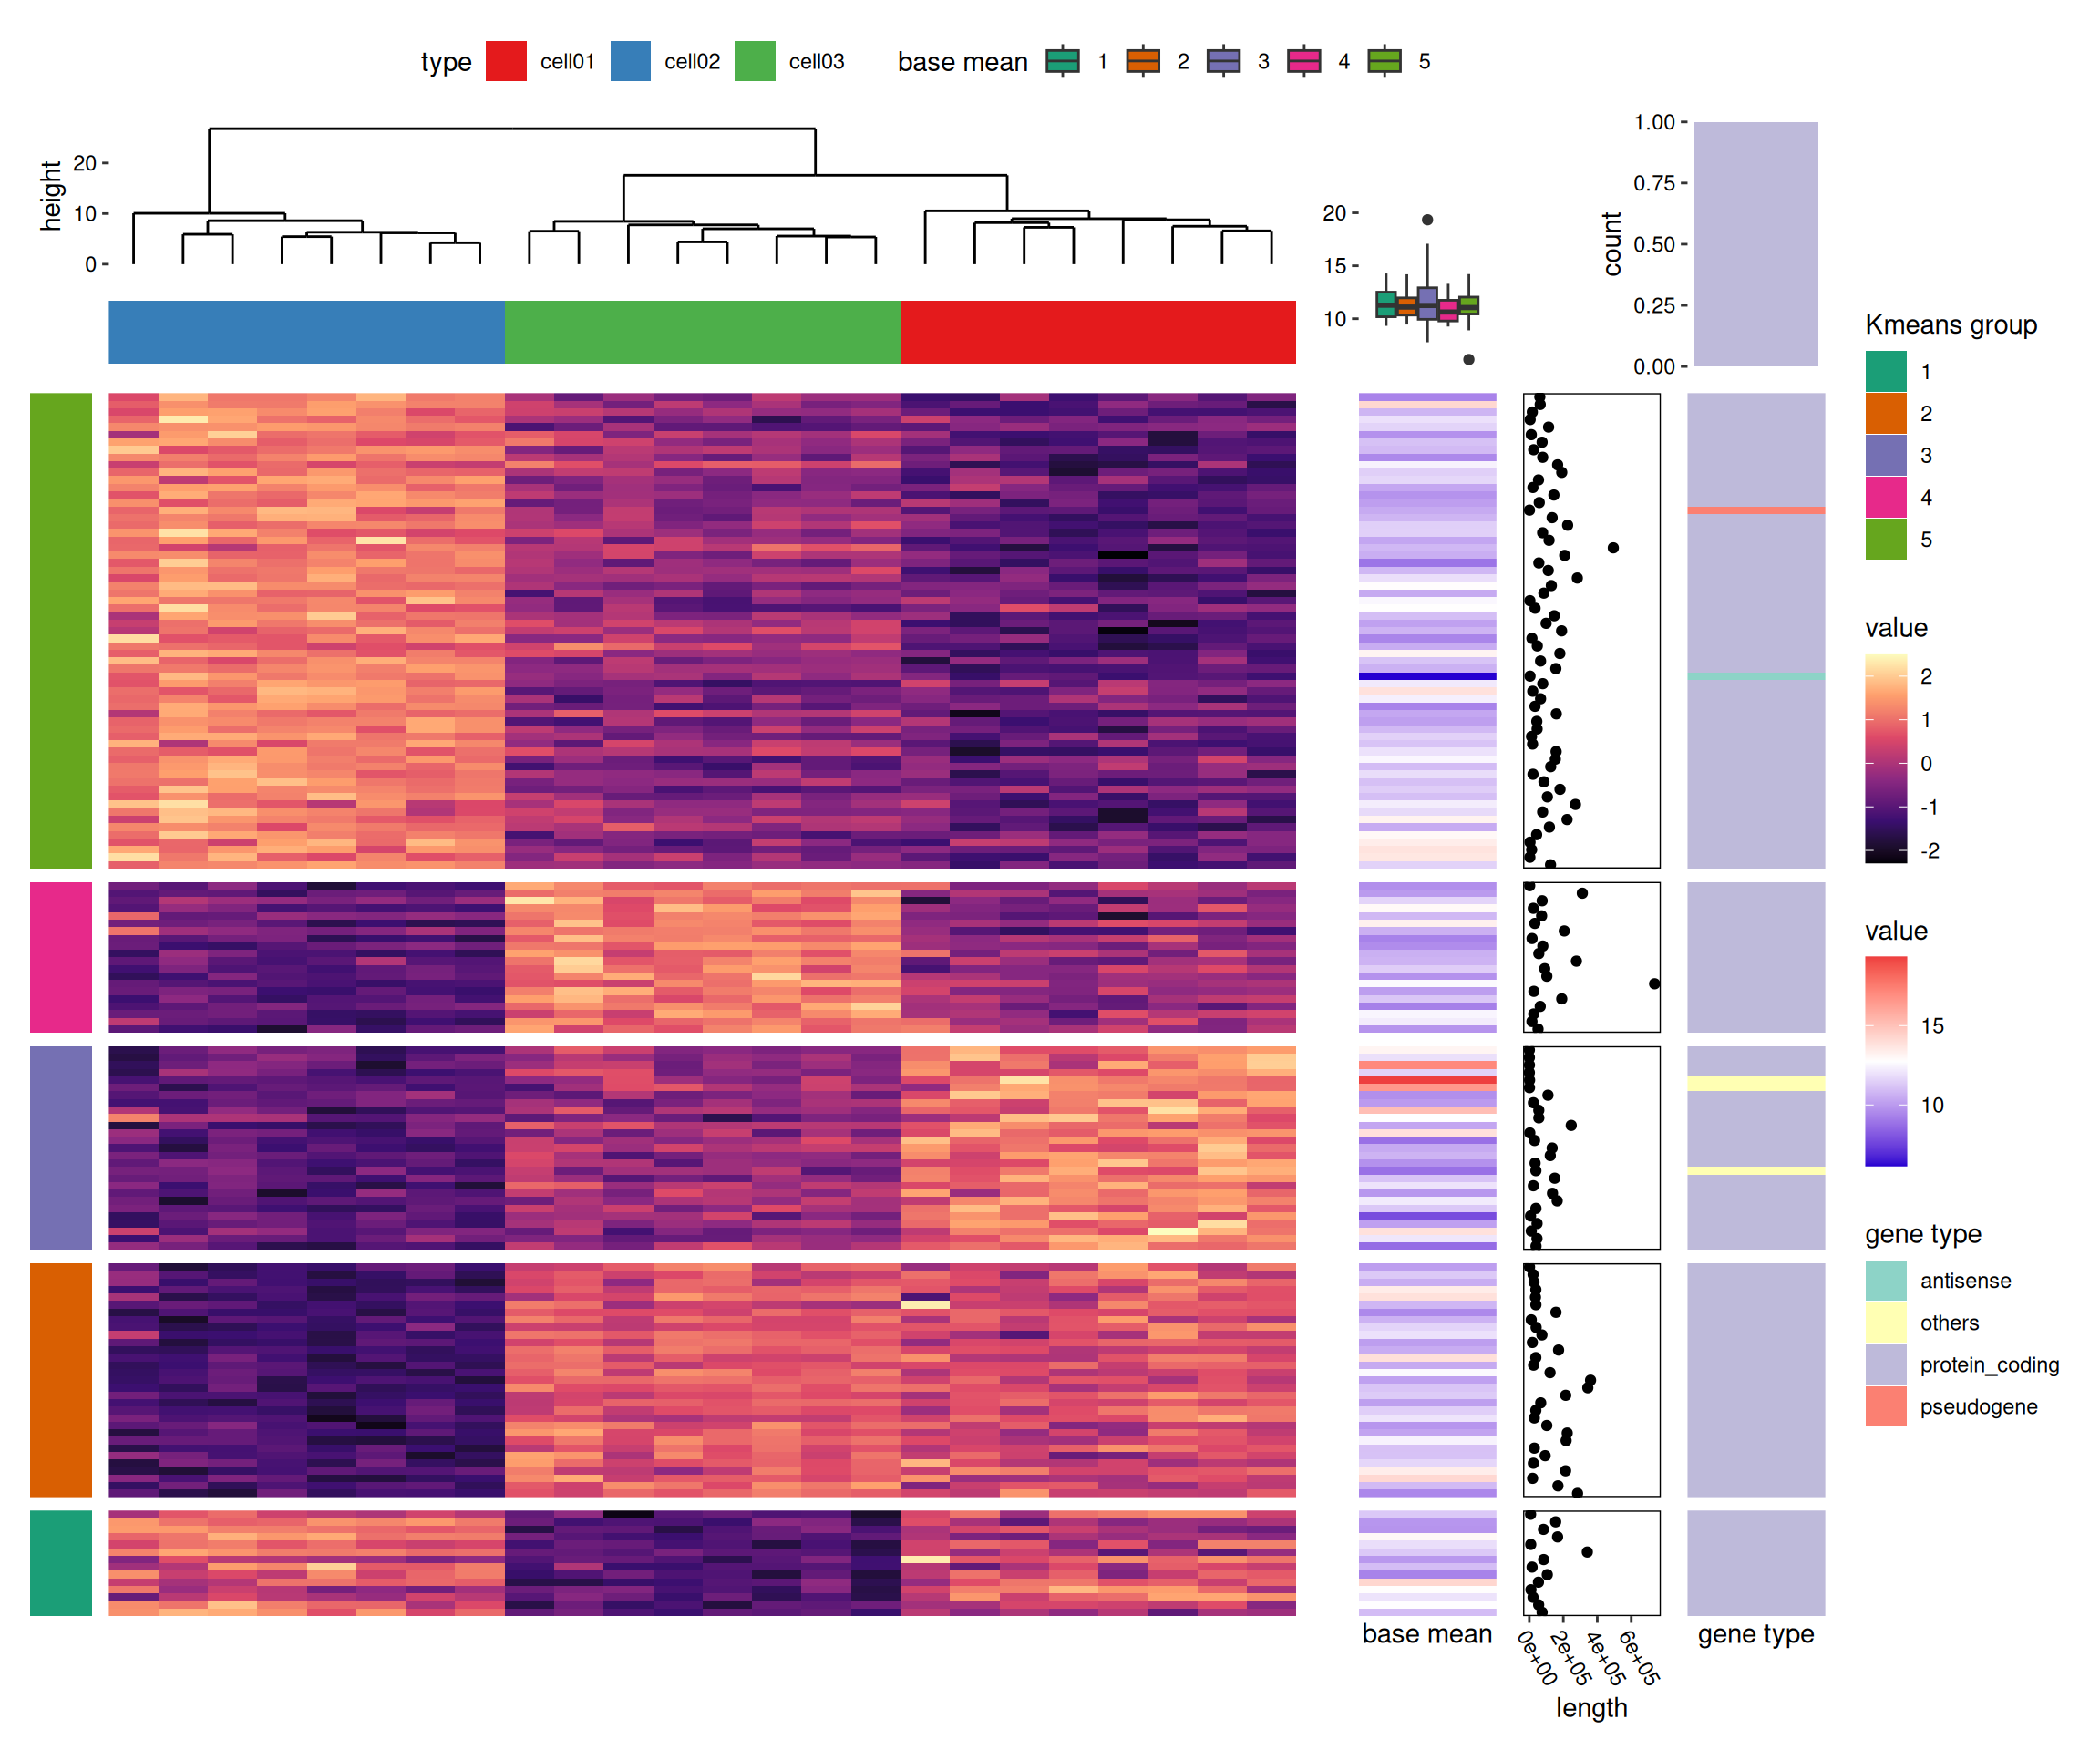 type cell01 cell02 cell03 base mean 1 2 3 4 5
height
20
10
0
20
15
10
count
1.00
0.75
0.50
0.25
0.00
Kmeans group
1
2
3
4
5
value
2
1
0
-1
-2
value
15
10
gene type
antisense
others
protein_coding
pseudogene
base mean
0e+00
2e+05
4e+05
6e+05
length
gene type